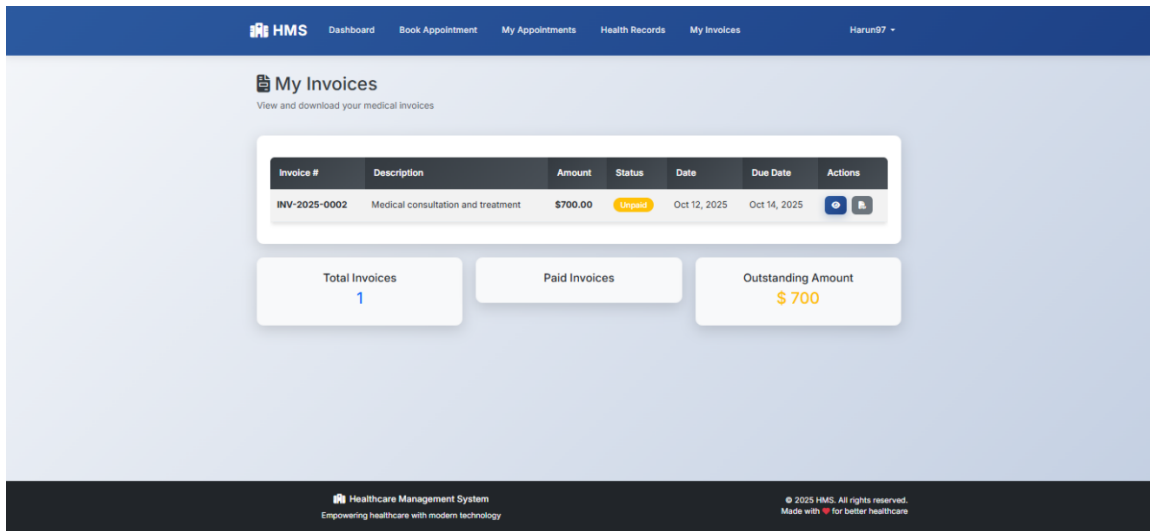 HMS Dashboard Book Appointment My Appointments Health Records My Invoices Harun97
My Invoices
View and download your medical invoices
Invoice # Description Amount Status Date Due Date Actions
INV-2025-0002 Medical consultation and treatment $700.00 Unpaid Oct 12, 2025 Oct 14, 2025
Total Invoices
1
Paid Invoices
Outstanding Amount
$ 700
Healthcare Management System
Empowering healthcare with modern technology
© 2025 HMS. All rights reserved.
Made with ❤ for better healthcare